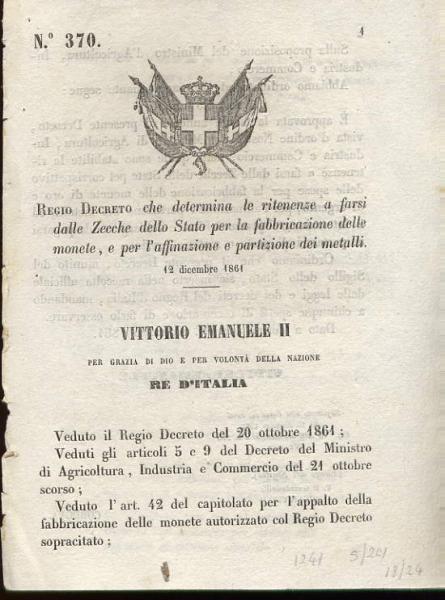 N.º 370.
1
REGIO DECRETO che determina le ritenenze a farsi
dalle Zecche dello Stato per la fabbricazione delle
monete, e per l'affinazione e partizione dei metalli.
12 dicembre 1861
VITTORIO EMANUELE II
PER GRAZIA DI DIO E PER VOLONTÀ DELLA NAZIONE
RE D'ITALIA
Veduto il Regio Decreto del 20 ottobre 1861;
Veduti gli articoli 5 e 9 del Decreto del Ministro
di Agricoltura, Industria e Commercio del 21 ottobre
scorso;
Veduto l'art. 42 del capitolato per l'appalto della
fabbricazione delle monete autorizzato col Regio Decreto
sopracitato;
1241 5/201
18/24